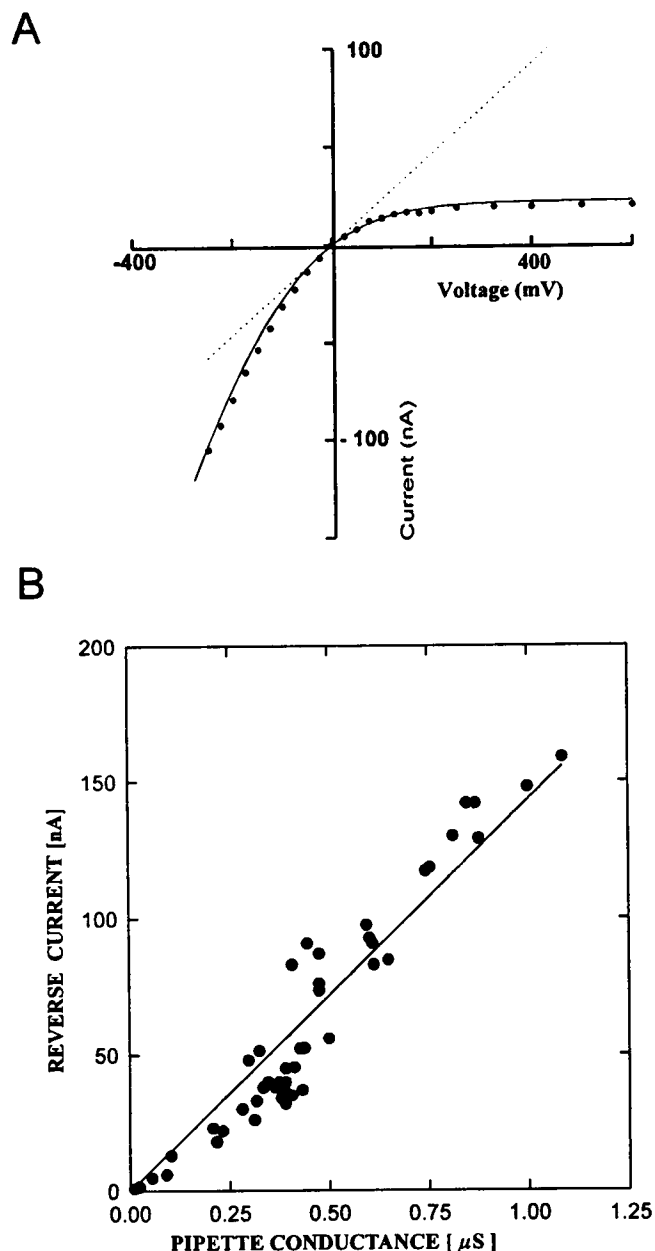 A
100
-400
400
Voltage (mV)
- 100
Current (nA)
B
200
150
100
50
0
REVERSE CURRENT [nA]
0.00 0.25 0.50 0.75 1.00 1.25
PIPETTE CONDUCTANCE [ μS ]